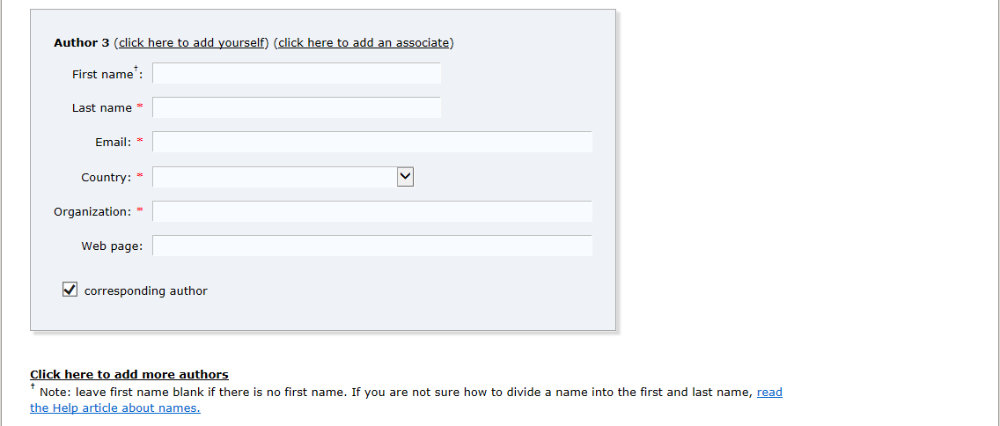 Author 3 (click here to add yourself) (click here to add an associate)
First name†:
Last name *
Email: *
Country: *
Organization: *
Web page:
corresponding author
Click here to add more authors
† Note: leave first name blank if there is no first name. If you are not sure how to divide a name into the first and last name, read
the Help article about names.